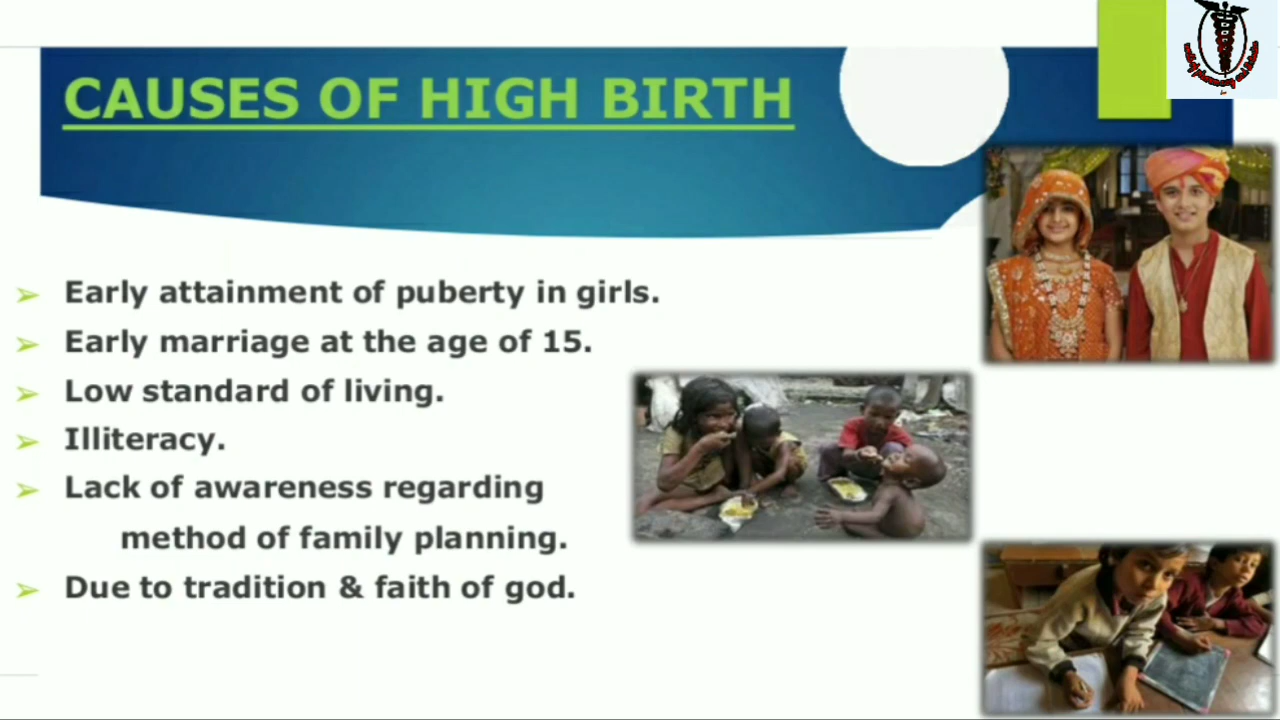 CAUSES OF HIGH BIRTH
➢ Early attainment of puberty in girls.
➢ Early marriage at the age of 15.
➢ Low standard of living.
➢ Illiteracy.
➢ Lack of awareness regarding
method of family planning.
➢ Due to tradition & faith of god.